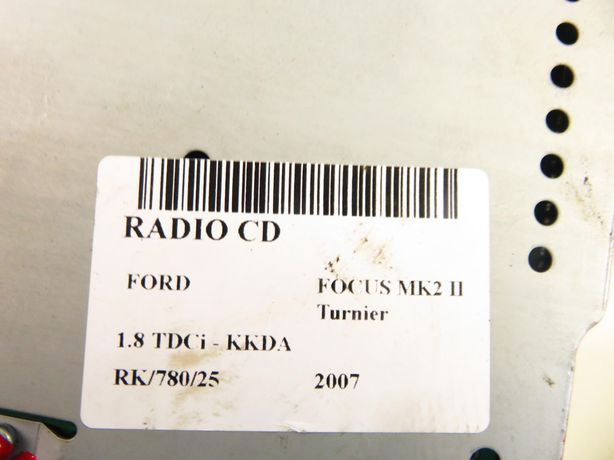 RADIO CD
FORD FOCUS MK2 II
Turnier
1.8 TDCi - KKDA
RK/780/25 2007